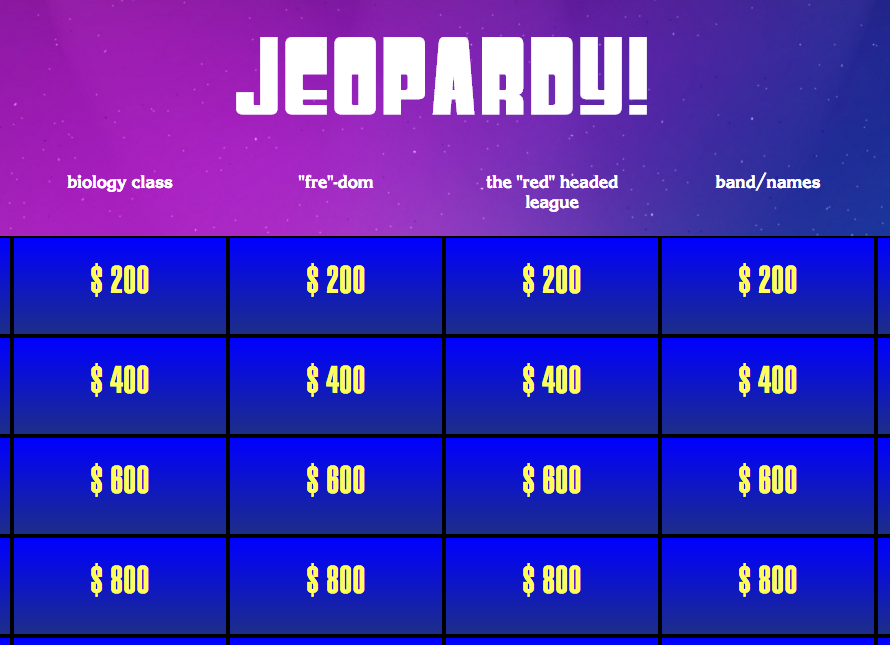 JEOPARDY!
biology class
"fre"-dom
the "red" headed
league
band/names
$ 200
$ 200
$ 200
$ 200
$ 400
$ 400
$ 400
$ 400
$ 600
$ 600
$ 600
$ 600
$ 800
$ 800
$ 800
$ 800